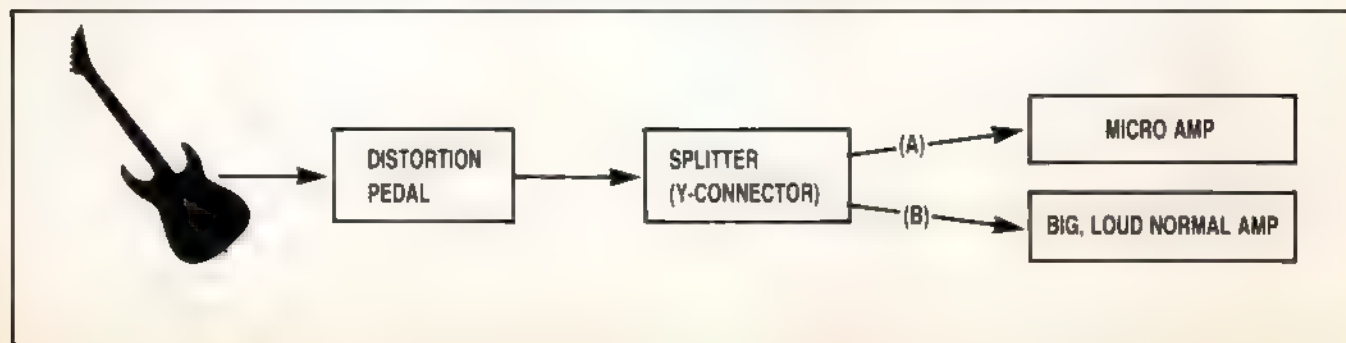 DISTORTION
PEDAL
SPLITTER
(Y-CONNECTOR)
(A)
(B)
MICRO AMP
BIG, LOUD NORMAL AMP